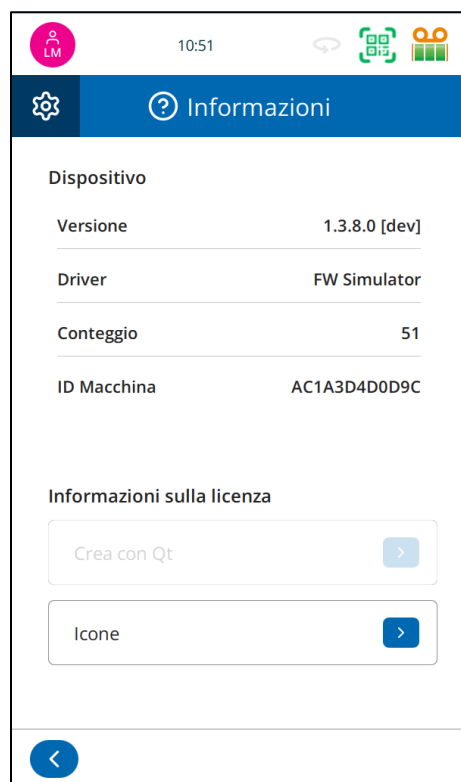 LM
10:51
Informazioni
Dispositivo
Versione 1.3.8.0 [dev]
Driver FW Simulator
Conteggio 51
ID Macchina AC1A3D4D0D9C
Informazioni sulla licenza
Crea con Qt
Icone